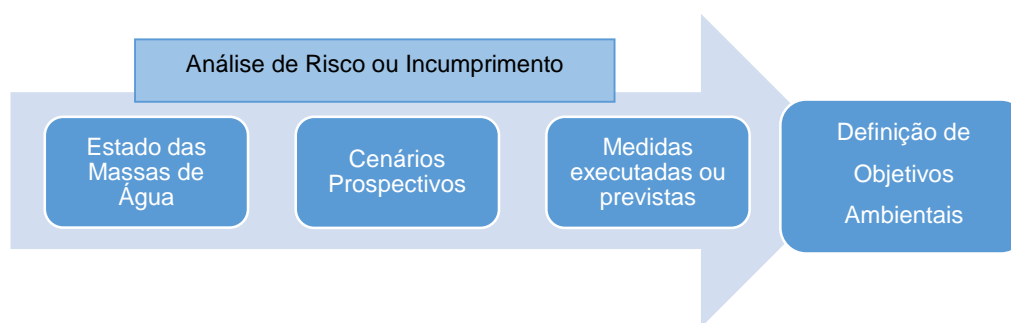 Análise de Risco ou Incumprimento
Estado das
Massas de
Água
Cenários
Prospectivos
Medidas
executadas ou
previstas
Definição de
Objetivos
Ambientais